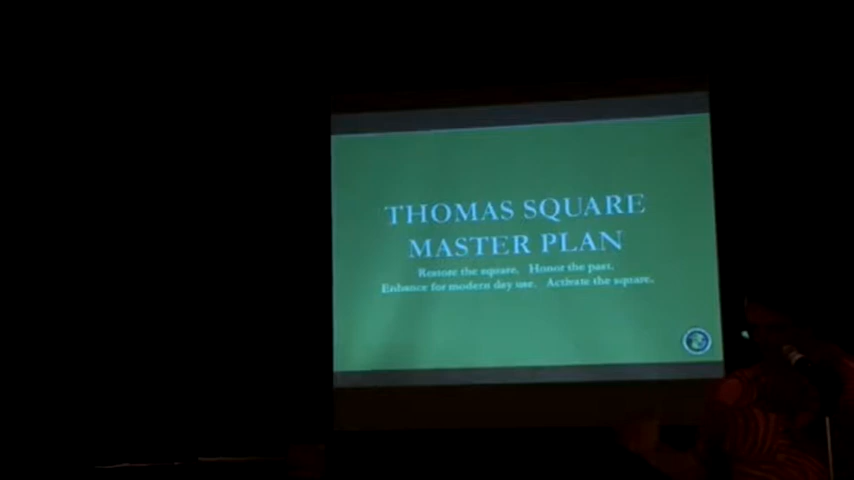 THOMAS SQUARE
MASTER PLAN
Restore the square. Honor the past.
Enhance for modern day use. Activate the square.